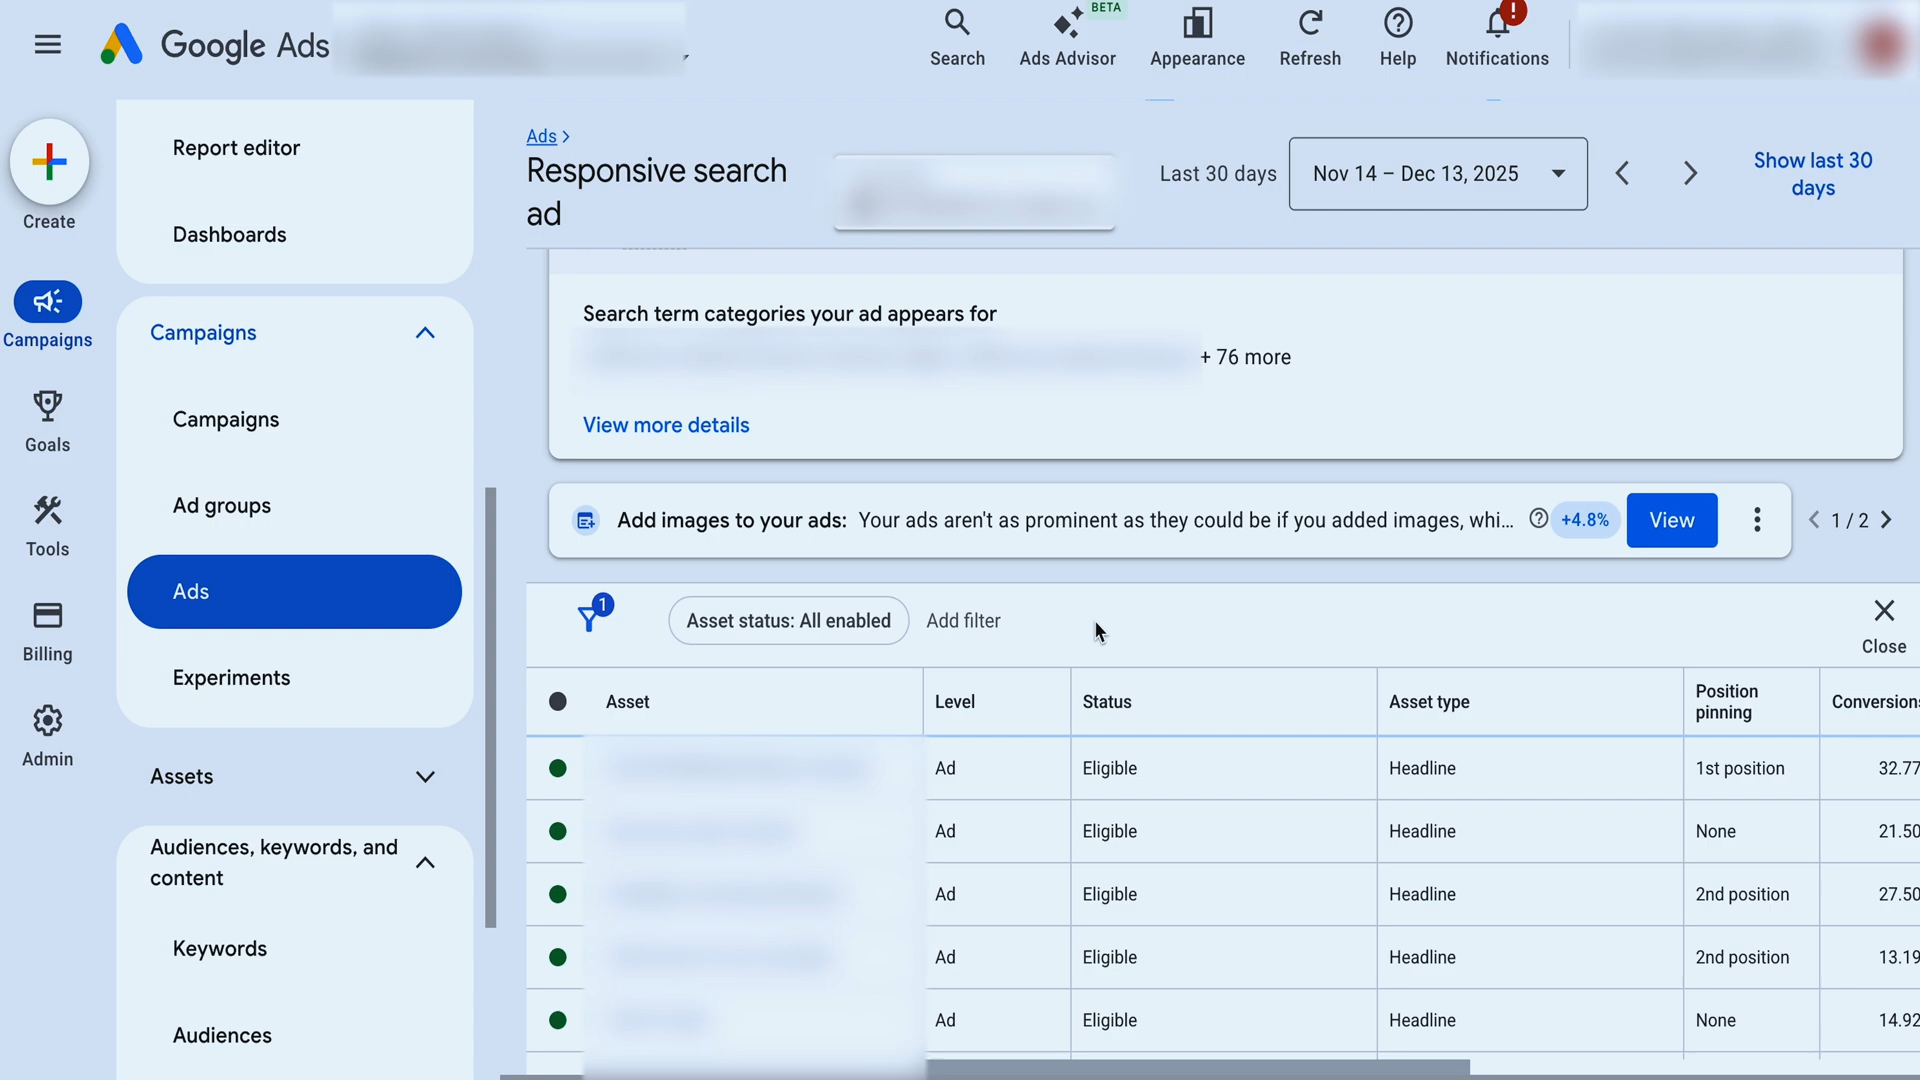 Google Ads
Search
BETA
Ads Advisor
Appearance
Refresh
Help
!
Notifications
Create
Campaigns
Goals
Tools
Billing
Admin
Report editor
Dashboards
Campaigns
Campaigns
Ad groups
Ads
Experiments
Assets
Audiences, keywords, and
content
Keywords
Audiences
Ads >
Responsive search
ad
Last 30 days
Nov 14 – Dec 13, 2025
Show last 30
days
Search term categories your ad appears for
+ 76 more
View more details
Add images to your ads: Your ads aren't as prominent as they could be if you added images, whi...
+4.8%
View
1 / 2
1
Asset status: All enabled
Add filter
Close
Asset Level Status Asset type Position pinning Conversions
Ad Eligible Headline 1st position 32.77
Ad Eligible Headline None 21.50
Ad Eligible Headline 2nd position 27.50
Ad Eligible Headline 2nd position 13.19
Ad Eligible Headline None 14.92